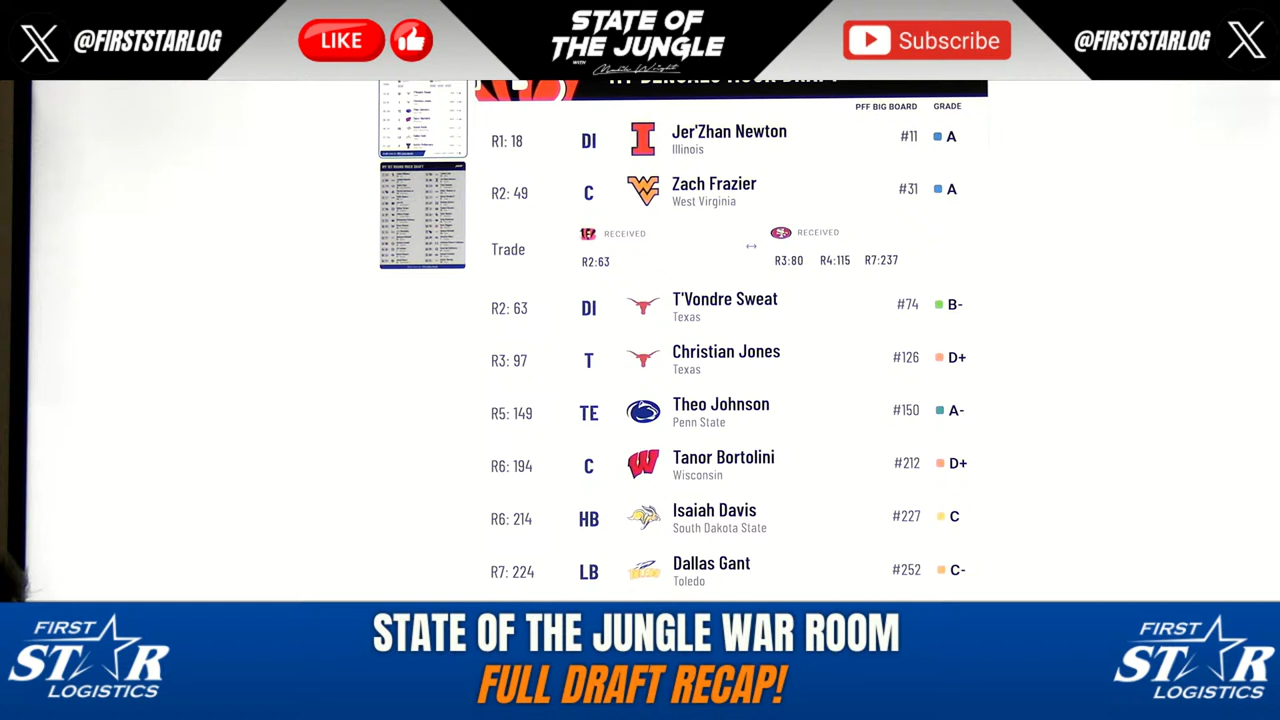 @FIRSTSTARLOG
LIKE
STATE OF
THE JUNGLE
WITH
Subscribe
@FIRSTSTARLOG
MY BENGALS MOCK DRAFT
PFF BIG BOARD GRADE
R1: 18 DI Jer'Zhan Newton #11 A
Illinois
R2: 49 C Zach Frazier #31 A
West Virginia
Trade RECEIVED RECEIVED
R2:63 R3:80 R4:115 R7:237
R2: 63 DI T'Vondre Sweat #74 B-
Texas
R3: 97 T Christian Jones #126 D+
Texas
R5: 149 TE Theo Johnson #150 A-
Penn State
R6: 194 C Tanor Bortolini #212 D+
Wisconsin
R6: 214 HB Isaiah Davis #227 C
South Dakota State
R7: 224 LB Dallas Gant #252 C-
Toledo
STATE OF THE JUNGLE WAR ROOM
FULL DRAFT RECAP!
FIRST
STAR
LOGISTICS
FIRST
STAR
LOGISTICS